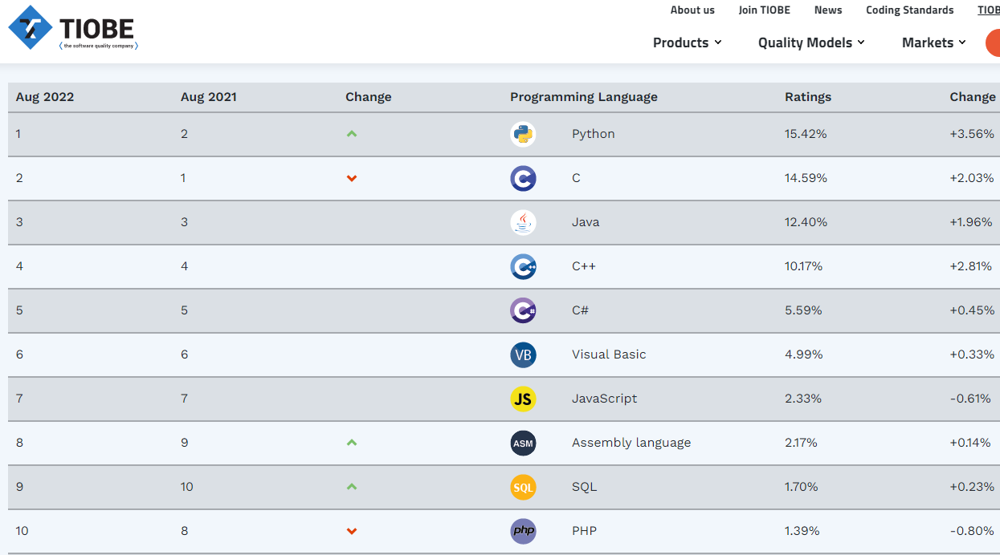 About us Join TIOBE News Coding Standards TIOB
TIOBE
⟨ the software quality company ⟩
Products Quality Models Markets
Aug 2022 Aug 2021 Change Programming Language Ratings Change
1 2 Python 15.42% +3.56%
2 1 C 14.59% +2.03%
3 3 Java 12.40% +1.96%
4 4 C++ 10.17% +2.81%
5 5 C# 5.59% +0.45%
6 6 VB Visual Basic 4.99% +0.33%
7 7 JS JavaScript 2.33% -0.61%
8 9 ASM Assembly language 2.17% +0.14%
9 10 SQL SQL 1.70% +0.23%
10 8 php PHP 1.39% -0.80%